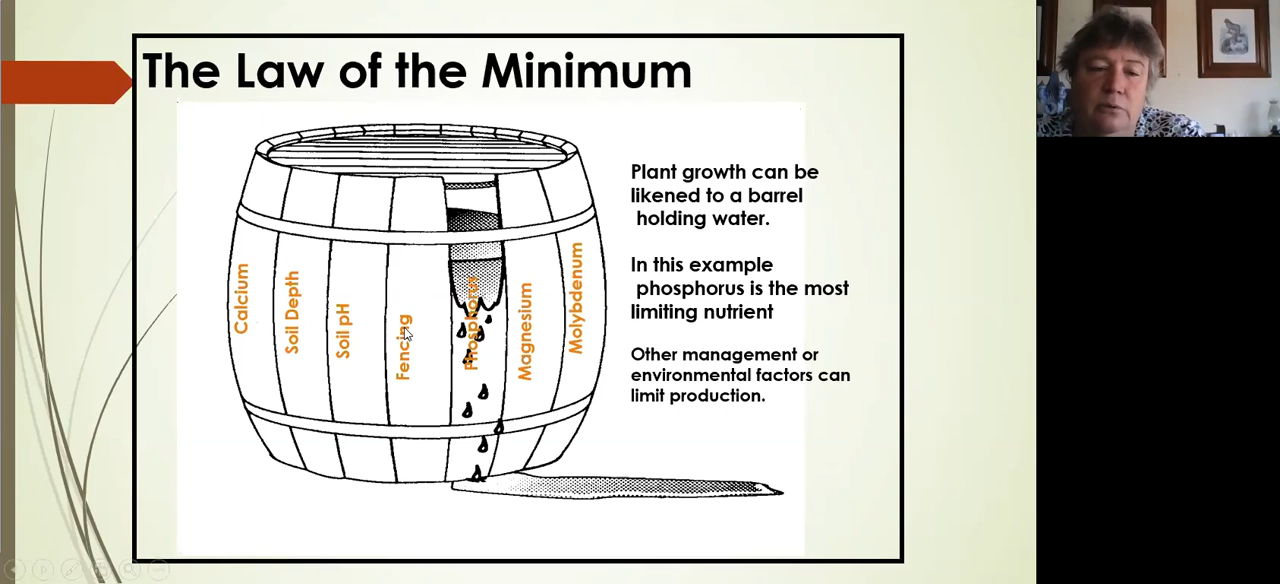 The Law of the Minimum
Plant growth can be
likened to a barrel
holding water.
In this example
phosphorus is the most
limiting nutrient
Other management or
environmental factors can
limit production.
Calcium
Soil Depth
Soil pH
Fencing
Phosphorus
Magnesium
Molybdenum